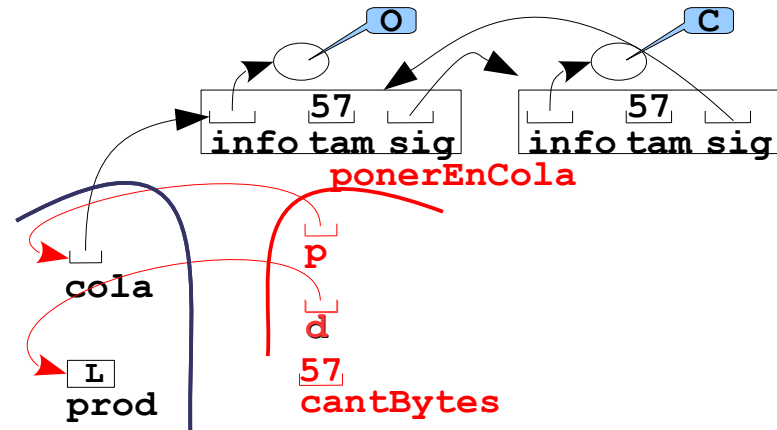 O C
57 57
info tam sig info tam sig
ponerEnCola
p
cola
d
L 57
prod cantBytes